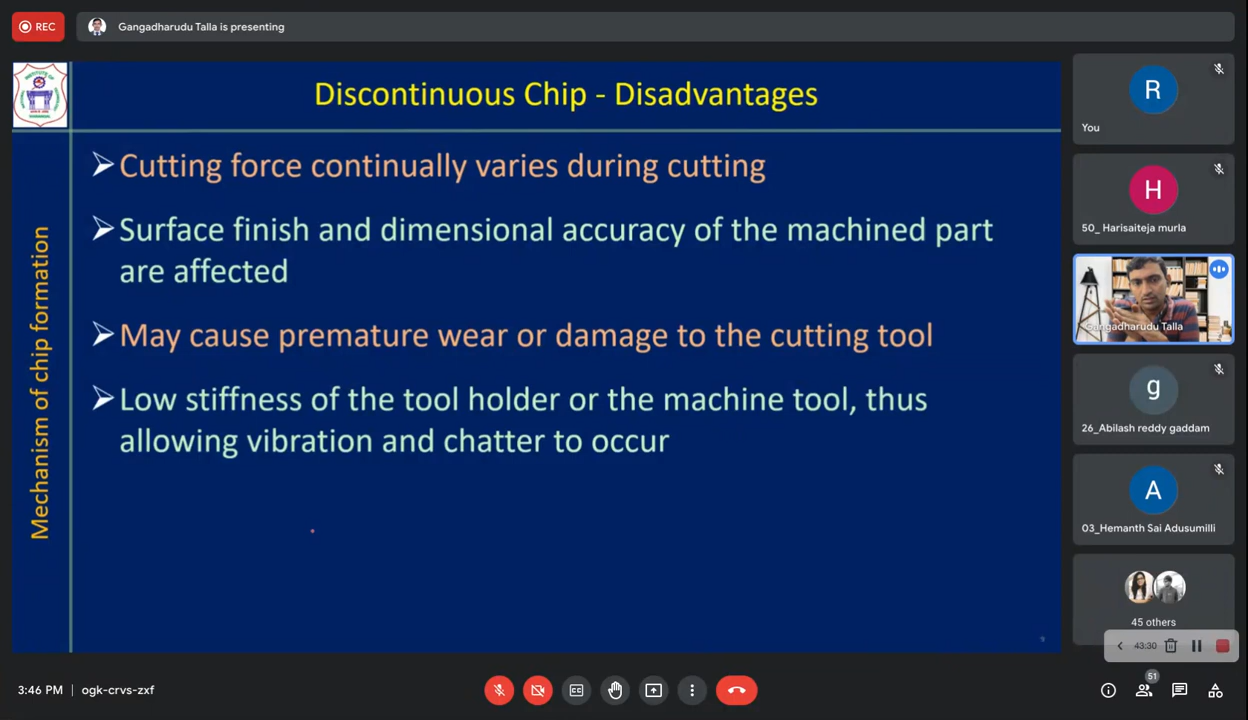 REC
Gangadharudu Talla is presenting
Discontinuous Chip - Disadvantages
Mechanism of chip formation
➢Cutting force continually varies during cutting
➢Surface finish and dimensional accuracy of the machined part
are affected
➢May cause premature wear or damage to the cutting tool
➢Low stiffness of the tool holder or the machine tool, thus
allowing vibration and chatter to occur
R
You
H
50_ Harisaiteja murla
Gangadharudu Talla
g
26_Abilash reddy gaddam
A
03_Hemanth Sai Adusumilli
45 others
43:30
3:46 PM | ogk-crvs-zxf
CC
51